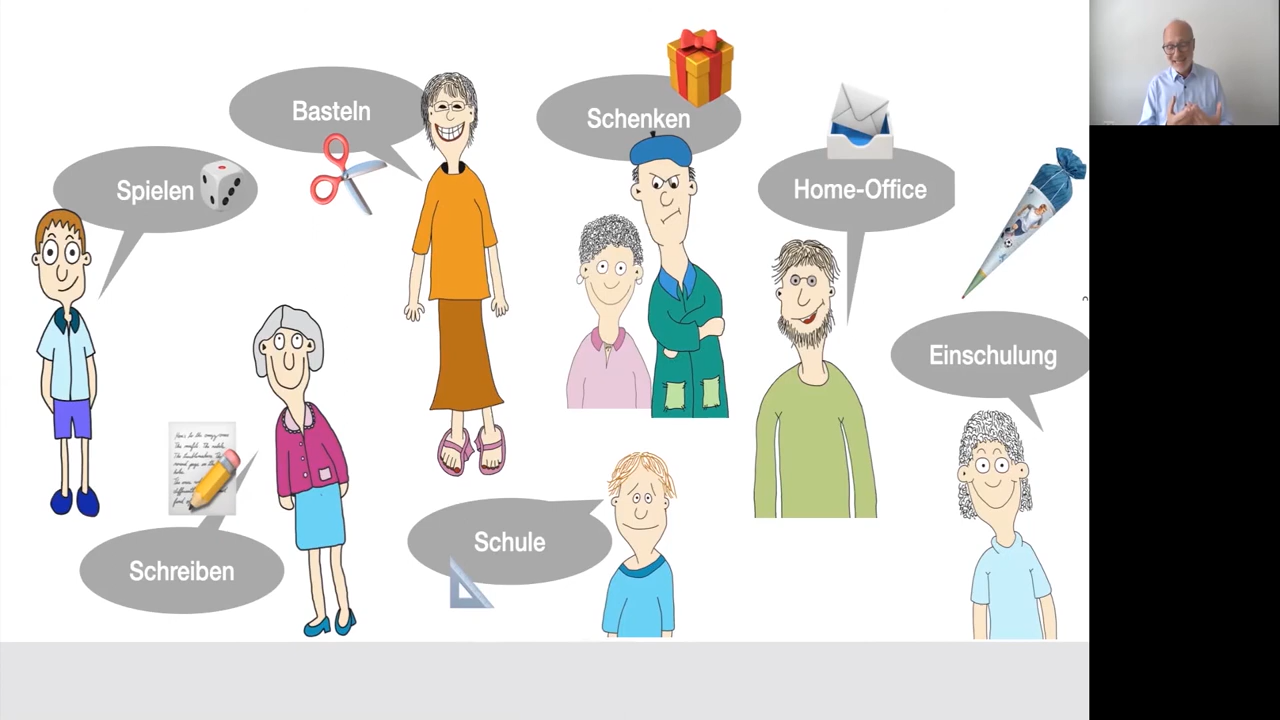 Basteln
Schenken
Spielen
Home-Office
Einschulung
Schreiben
Schule